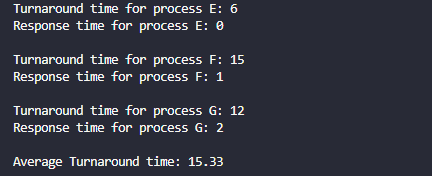 Turnaround time for process E: 6
Response time for process E: 0
Turnaround time for process F: 15
Response time for process F: 1
Turnaround time for process G: 12
Response time for process G: 2
Average Turnaround time: 15.33